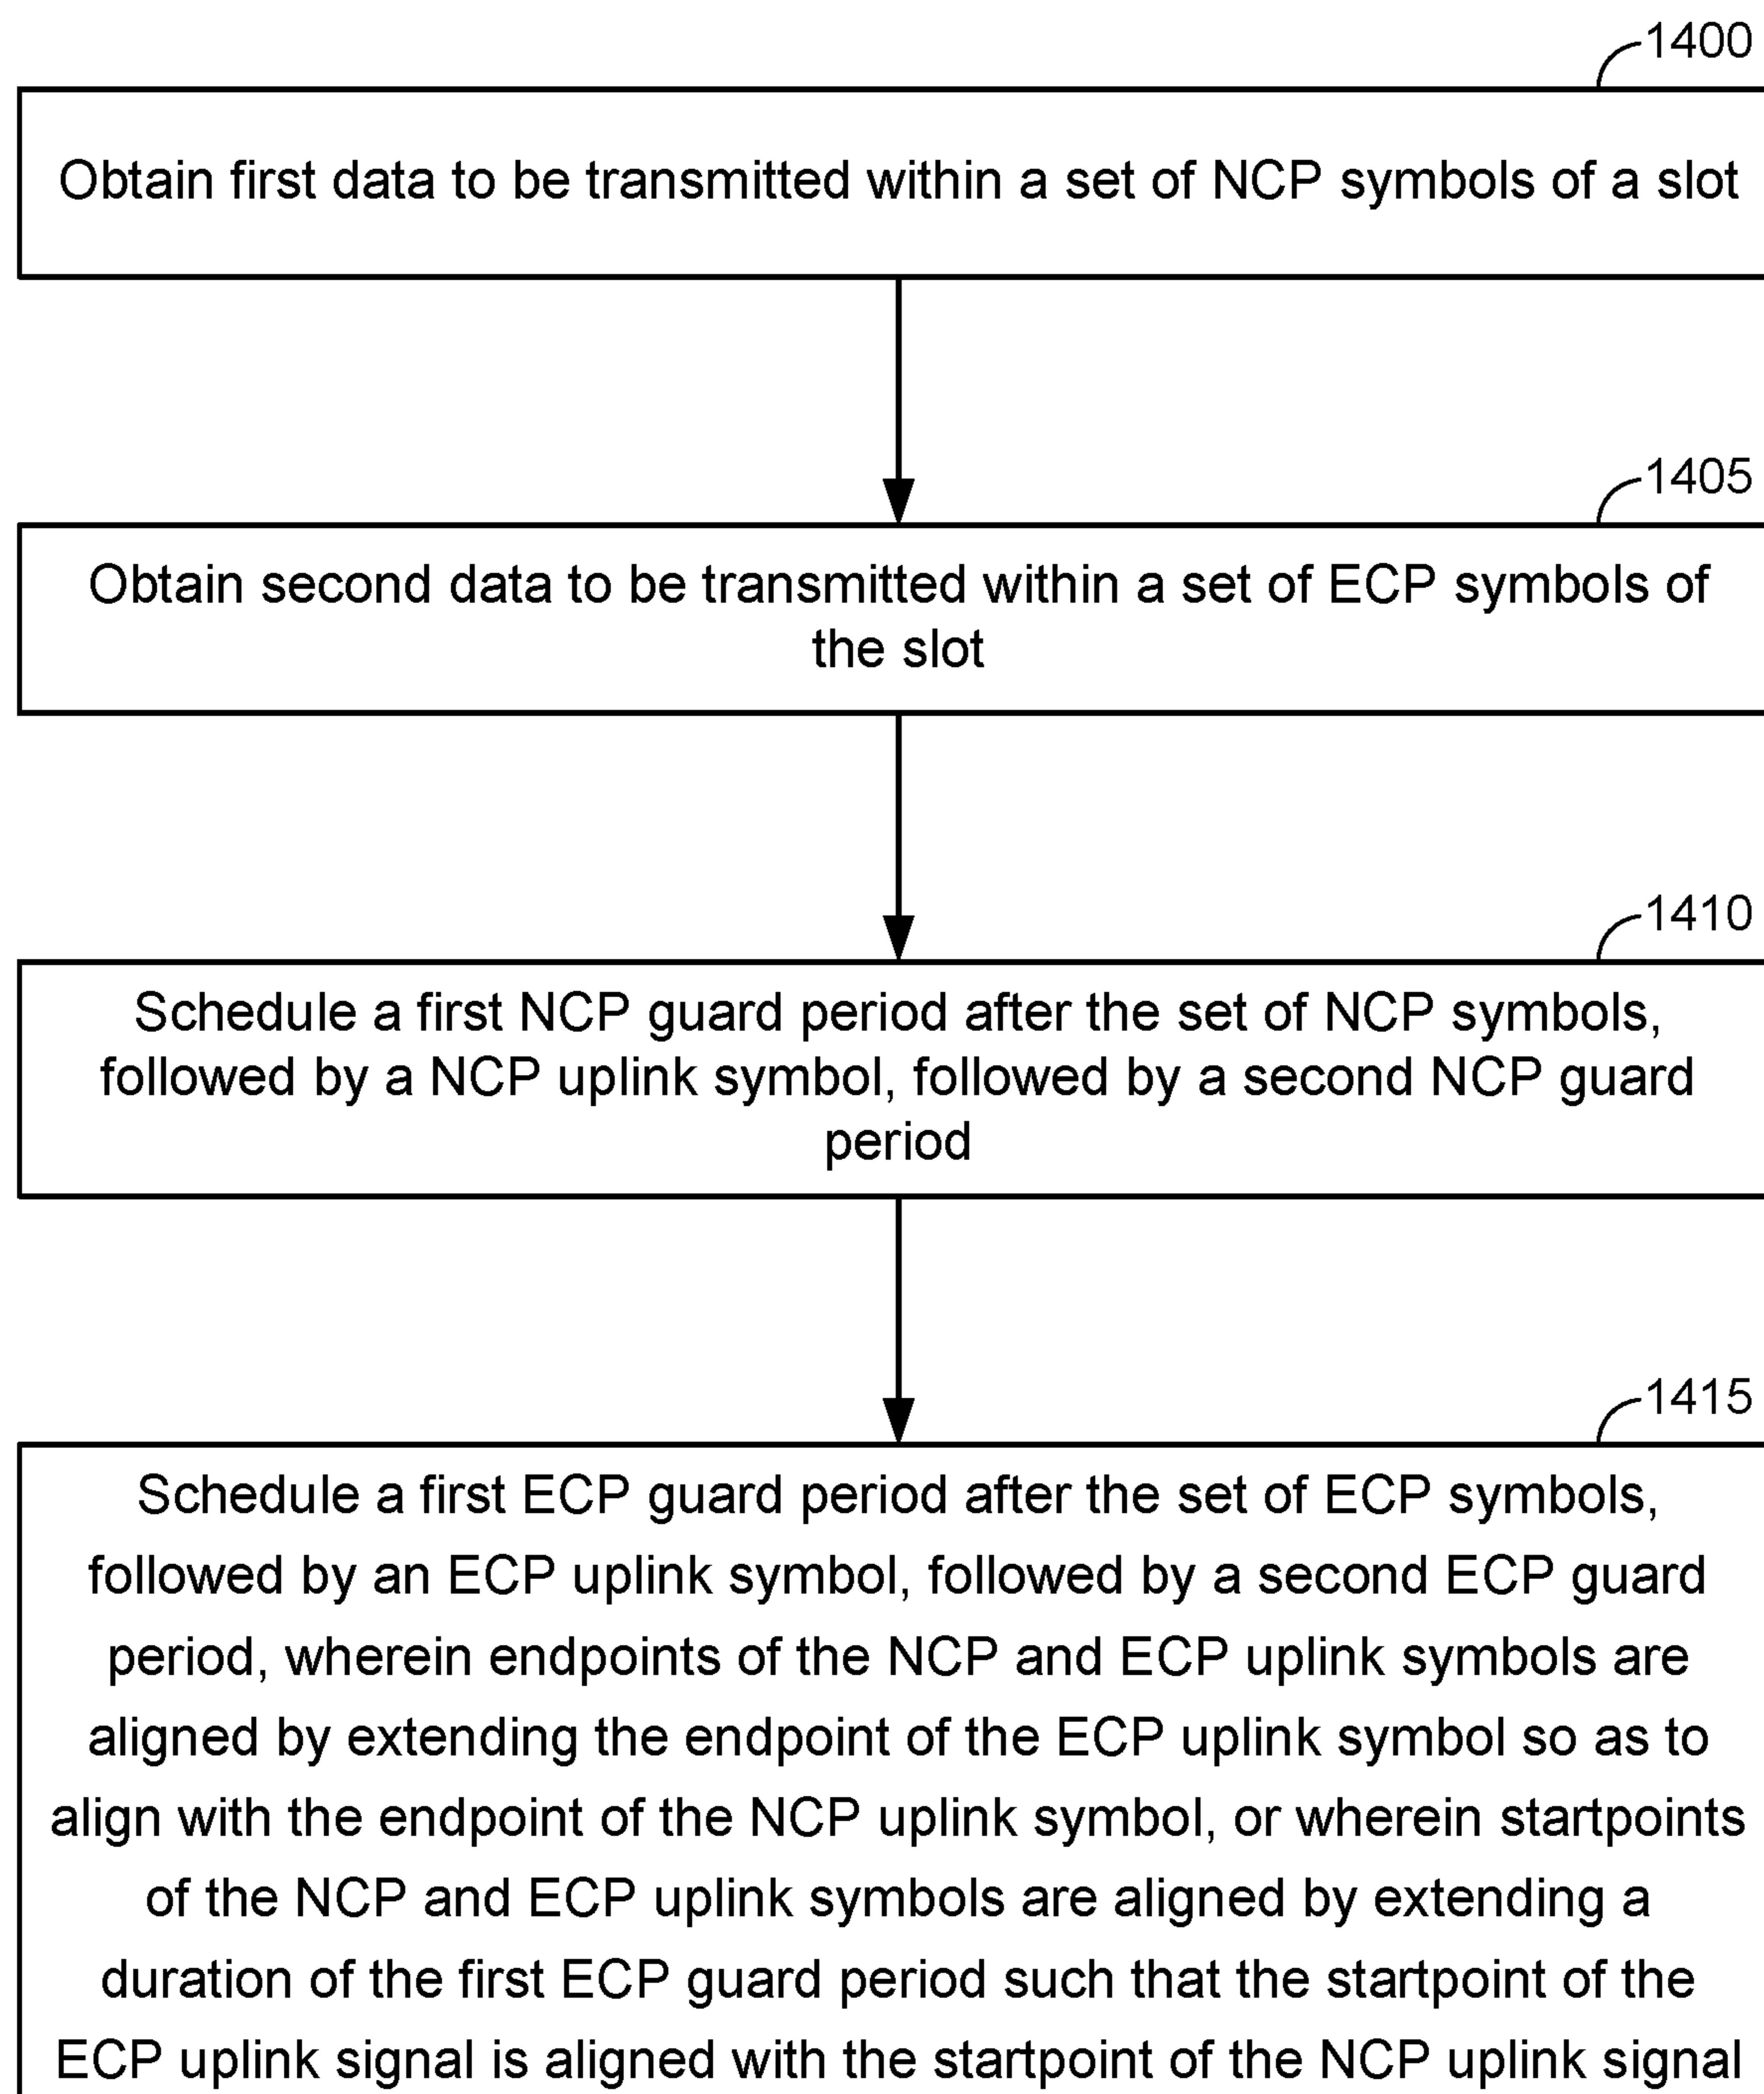 1400
Obtain first data to be transmitted within a set of NCP symbols of a slot
1405
Obtain second data to be transmitted within a set of ECP symbols of
the slot
1410
Schedule a first NCP guard period after the set of NCP symbols,
followed by a NCP uplink symbol, followed by a second NCP guard
period
1415
Schedule a first ECP guard period after the set of ECP symbols,
followed by an ECP uplink symbol, followed by a second ECP guard
period, wherein endpoints of the NCP and ECP uplink symbols are
aligned by extending the endpoint of the ECP uplink symbol so as to
align with the endpoint of the NCP uplink symbol, or wherein startpoints
of the NCP and ECP uplink symbols are aligned by extending a
duration of the first ECP guard period such that the startpoint of the
ECP uplink signal is aligned with the startpoint of the NCP uplink signal